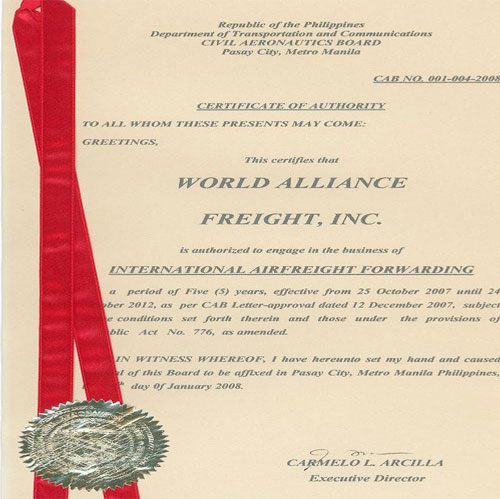 Republic of the Philippines
Department of Transportation and Communications
CIVIL AERONAUTICS BOARD
Pasay City, Metro Manila
CAB NO. 001-004-2008
CERTIFICATE OF AUTHORITY
TO ALL WHOM THESE PRESENTS MAY COME:
GREETINGS,
This certifies that
WORLD ALLIANCE
FREIGHT, INC.
is authorized to engage in the business of
INTERNATIONAL AIRFREIGHT FORWARDING
a period of Five (5) years, effective from 25 October 2007 until 24
ober 2012, as per CAB Letter-approval dated 12 December 2007, subject
e conditions set forth therein and those under the provisions of
blic Act No. 776, as amended.
IN WITNESS WHEREOF, I have hereunto set my hand and caused
l of this Board to be affixed in Pasay City, Metro Manila Philippines,
day 0f January 2008.
CARMELO L. ARCILLA
Executive Director